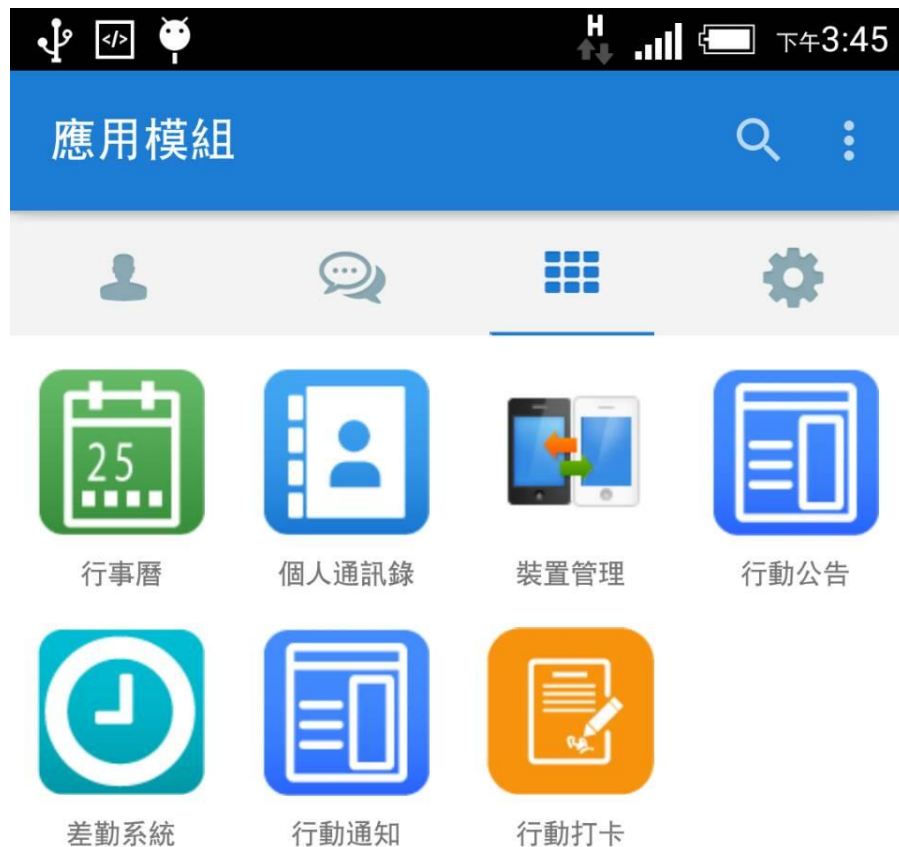 H
下午3:45
應用模組
25
行事曆
個人通訊錄
裝置管理
行動公告
差勤系統
行動通知
行動打卡